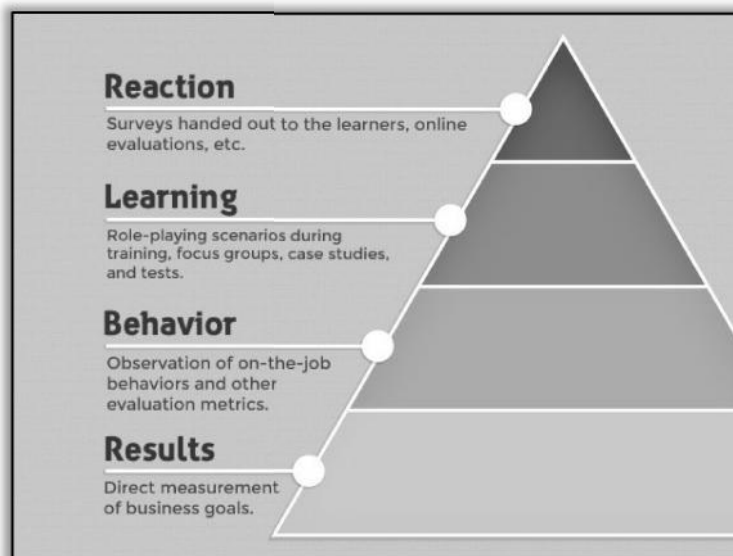 Reaction
Surveys handed out to the learners, online
evaluations, etc.
Learning
Role-playing scenarios during
training, focus groups, case studies,
and tests.
Behavior
Observation of on-the-job
behaviors and other
evaluation metrics.
Results
Direct measurement
of business goals.